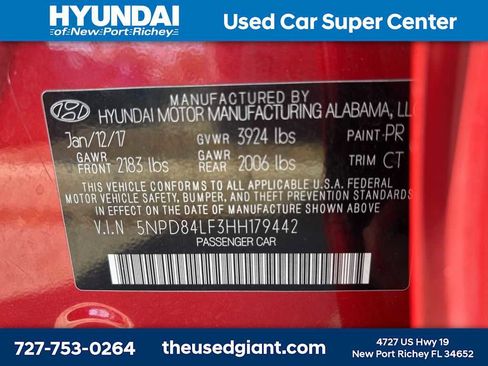 HYUNDAI
of New Port Richey
Used Car Super Center
MANUFACTURED BY
HYUNDAI MOTOR MANUFACTURING ALABAMA, LLC
Jan/12/17 GVWR 3924 lbs PAINT PR
GAWR FRONT 2183 lbs GAWR REAR 2006 lbs TRIM CT
THIS VEHICLE CONFORMS TO ALL APPLICABLE U.S.A. FEDERAL
MOTOR VEHICLE SAFETY, BUMPER, AND THEFT PREVENTION
STANDARDS IN EFFECT ON THE DATE OF MANUFACTURE SHOWN ABOVE.
V.I.N 5NPD84LF3HH179442
PASSENGER CAR
727-753-0264
theusedgiant.com
4727 US Hwy 19
New Port Richey FL 34652